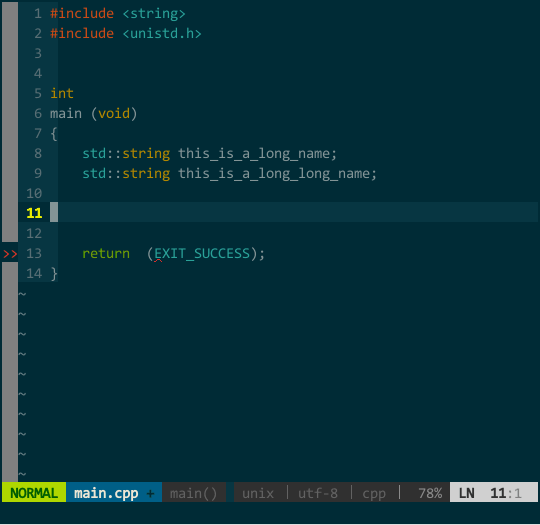 1 #include <string>
2 #include <unistd.h>
3
4
5 int
6 main (void)
7 {
8     std::string this_is_a_long_name;
9     std::string this_is_a_long_long_name;
10
11
12
>> 13     return  (EXIT_SUCCESS);
14 }
~
~
~
~
~
~
~
~
~
~
NORMAL main.cpp + main() unix | utf-8 | cpp | 78% LN 11:1